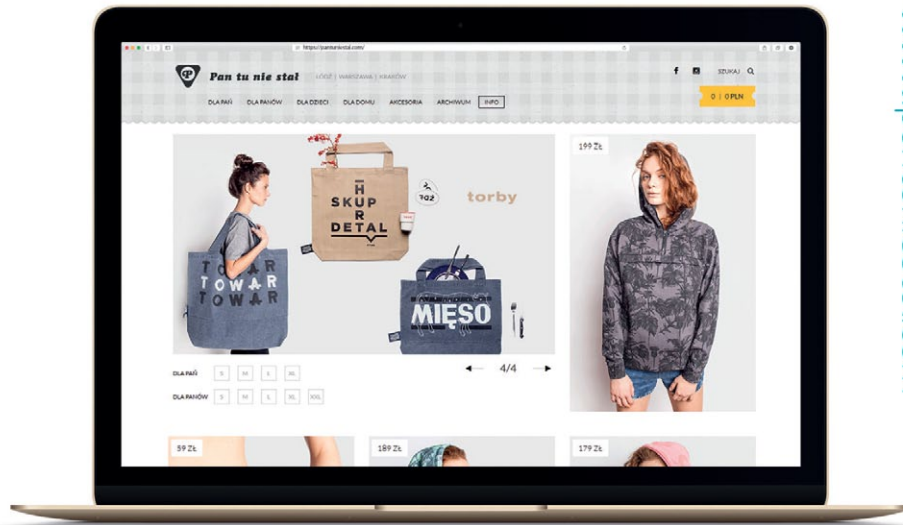 https://pantuniestal.com/
Pan tu nie stał
ŁÓDŹ | WARSZAWA | KRAKÓW
SZUKAJ
DLA PAŃ DLA PANÓW DLA DZIECI DLA DOMU AKCESORIA ARCHIWUM INFO
0 | 0 PLN
HURT
SKUP
DETAL
torby
TOWAR
TOWAR
TOWAR
MIĘSO
199 ZŁ
4/4
DLA PAŃ S M L XL
DLA PANÓW S M L XL XXL
59 ZŁ
189 ZŁ
179 ZŁ